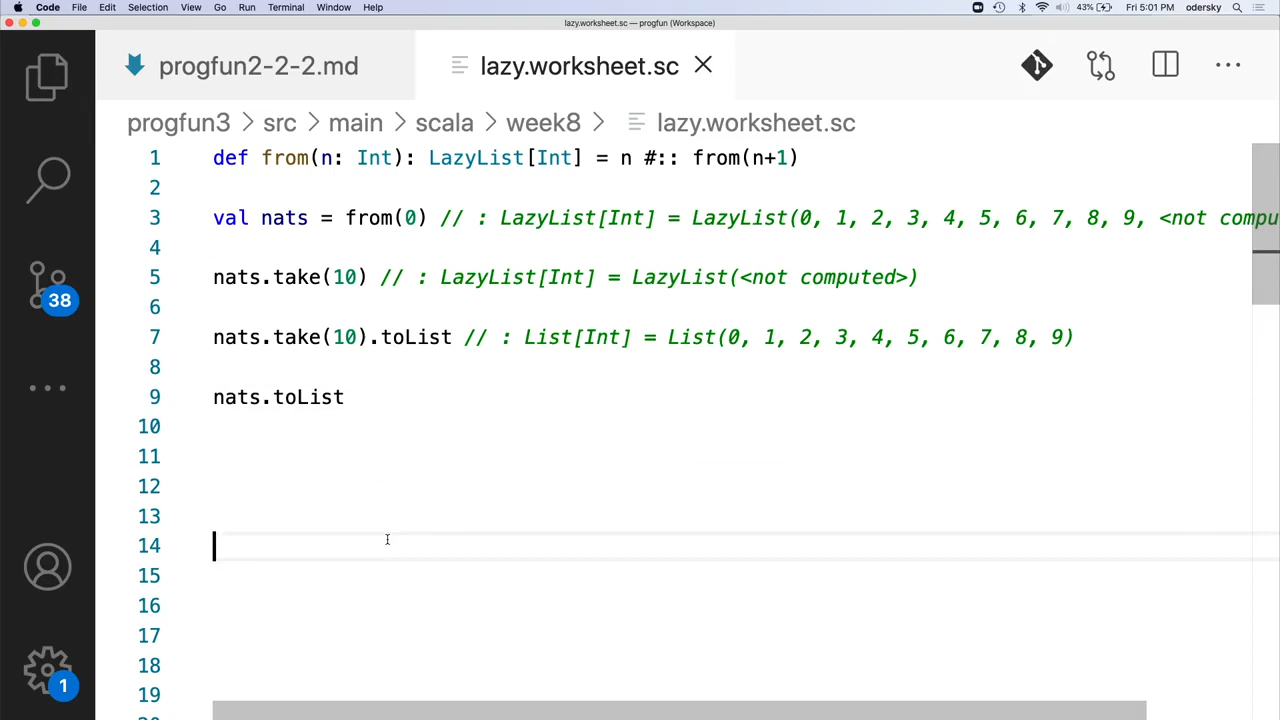 Code File Edit Selection View Go Run Terminal Window Help 43% Fri 5:01 PM odersky
lazy.worksheet.sc — progfun (Workspace)
progfun2-2-2.md lazy.worksheet.sc
progfun3 > src > main > scala > week8 > lazy.worksheet.sc
1 def from(n: Int): LazyList[Int] = n #:: from(n+1)
2
3 val nats = from(0) // : LazyList[Int] = LazyList(0, 1, 2, 3, 4, 5, 6, 7, 8, 9, <not compu
4
5 nats.take(10) // : LazyList[Int] = LazyList(<not computed>)
6
7 nats.take(10).toList // : List[Int] = List(0, 1, 2, 3, 4, 5, 6, 7, 8, 9)
8
9 nats.toList
10
11
12
13
14
15
16
17
18
19
38
1